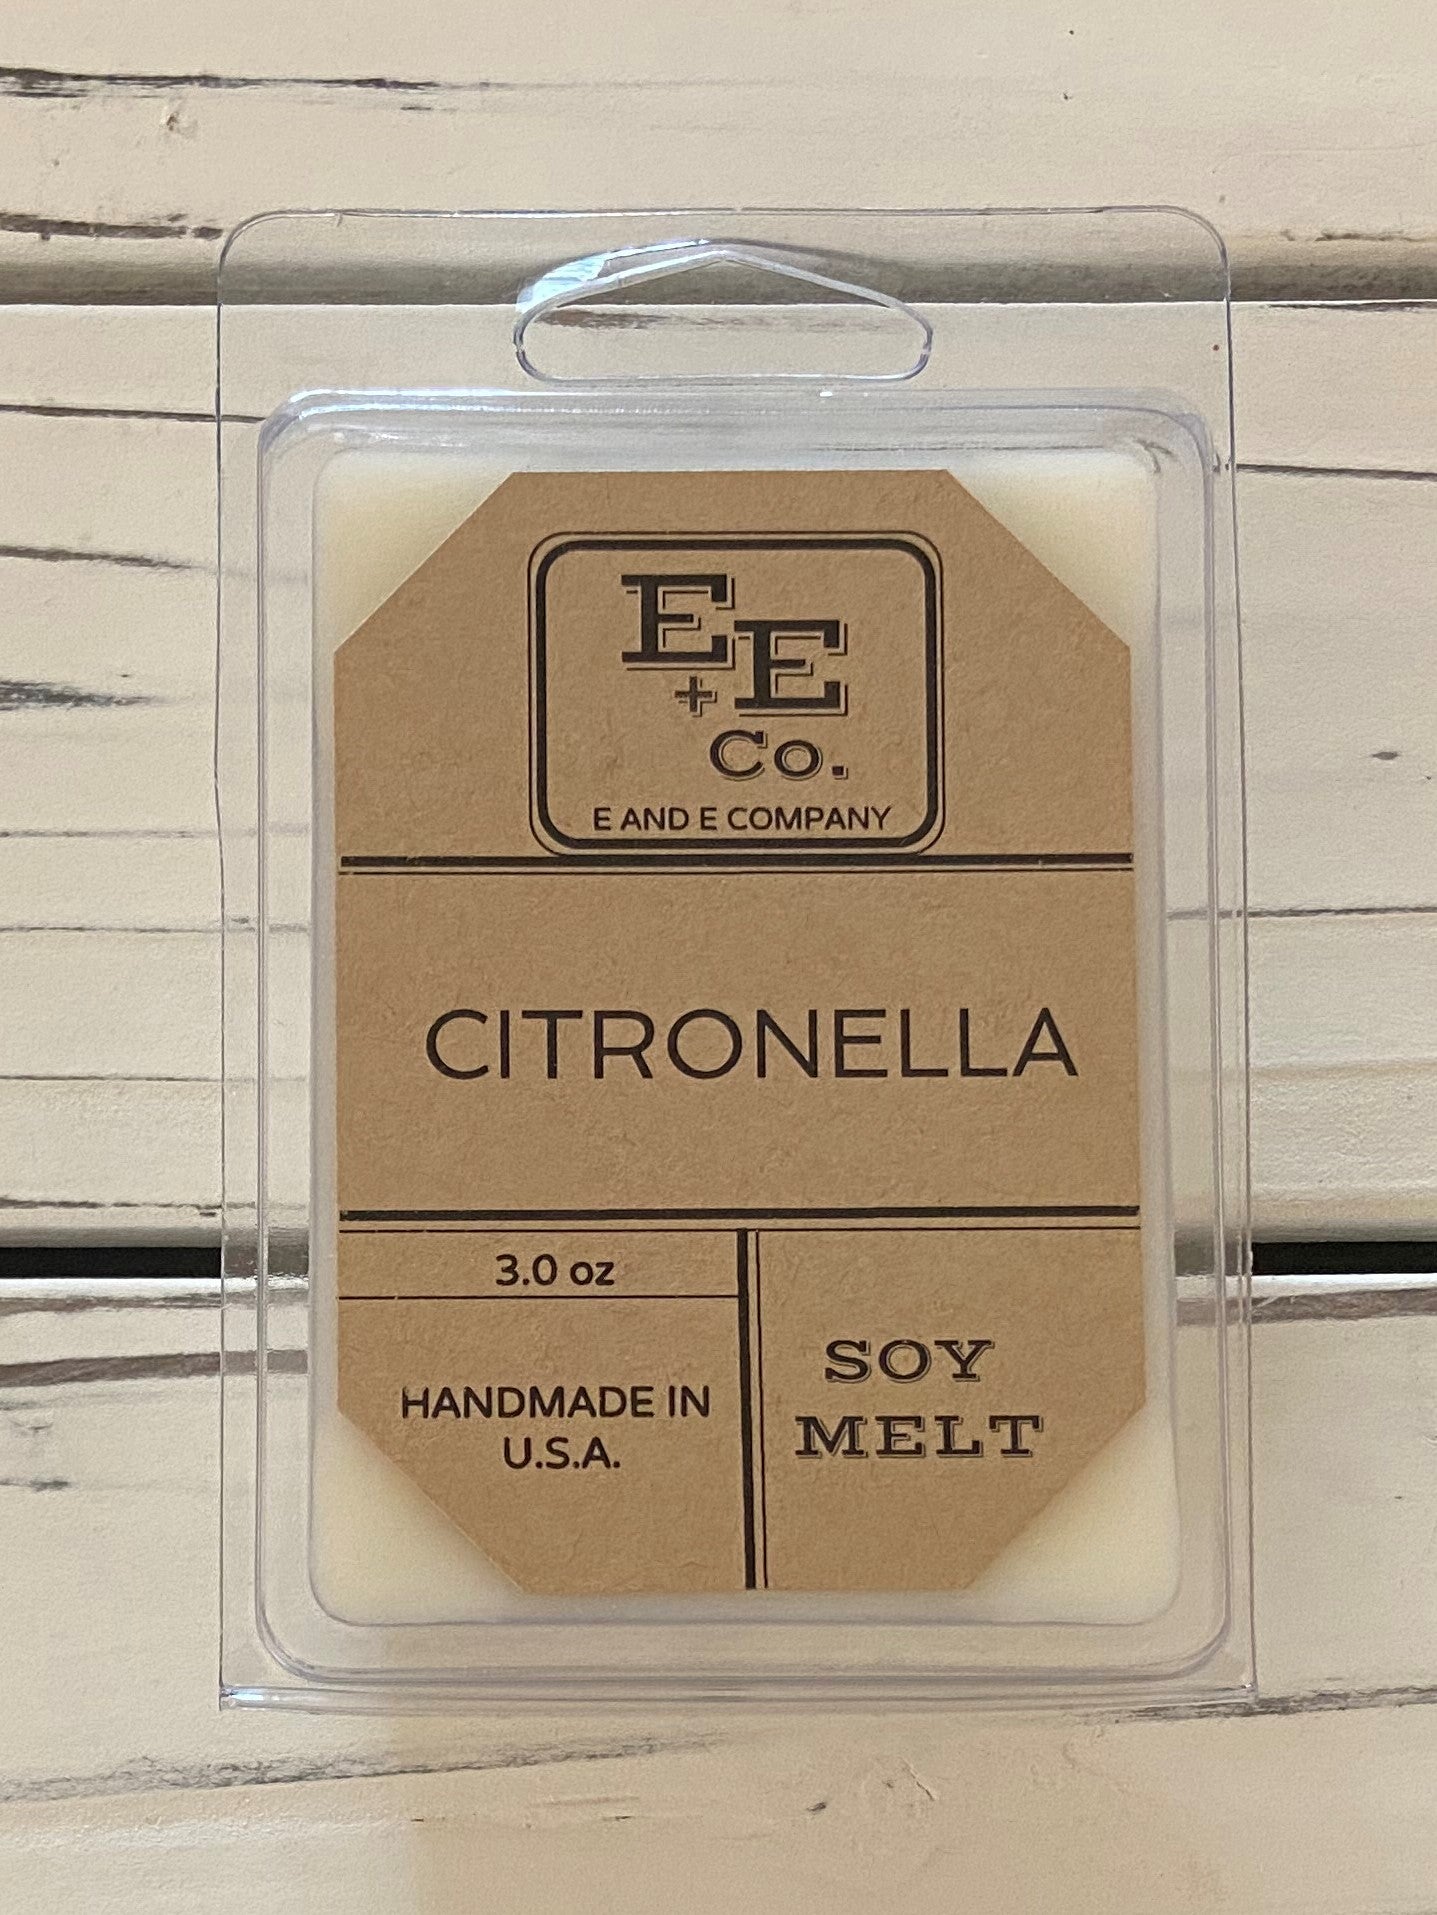 E
+ E
Co.
E AND E COMPANY
CITRONELLA
3.0 oz
HANDMADE IN
U.S.A.
SOY
MELT